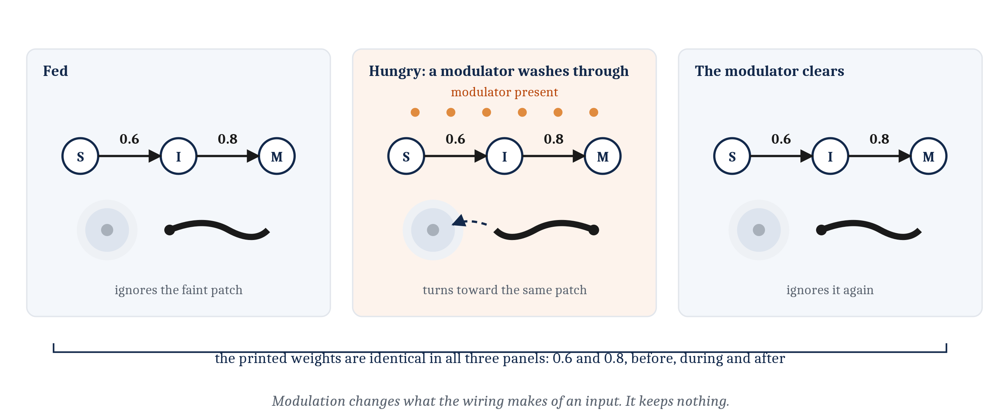 Fed
0.6 0.8
S I M
ignores the faint patch
Hungry: a modulator washes through
modulator present
0.6 0.8
S I M
turns toward the same patch
The modulator clears
0.6 0.8
S I M
ignores it again
the printed weights are identical in all three panels: 0.6 and 0.8, before, during and after
Modulation changes what the wiring makes of an input. It keeps nothing.